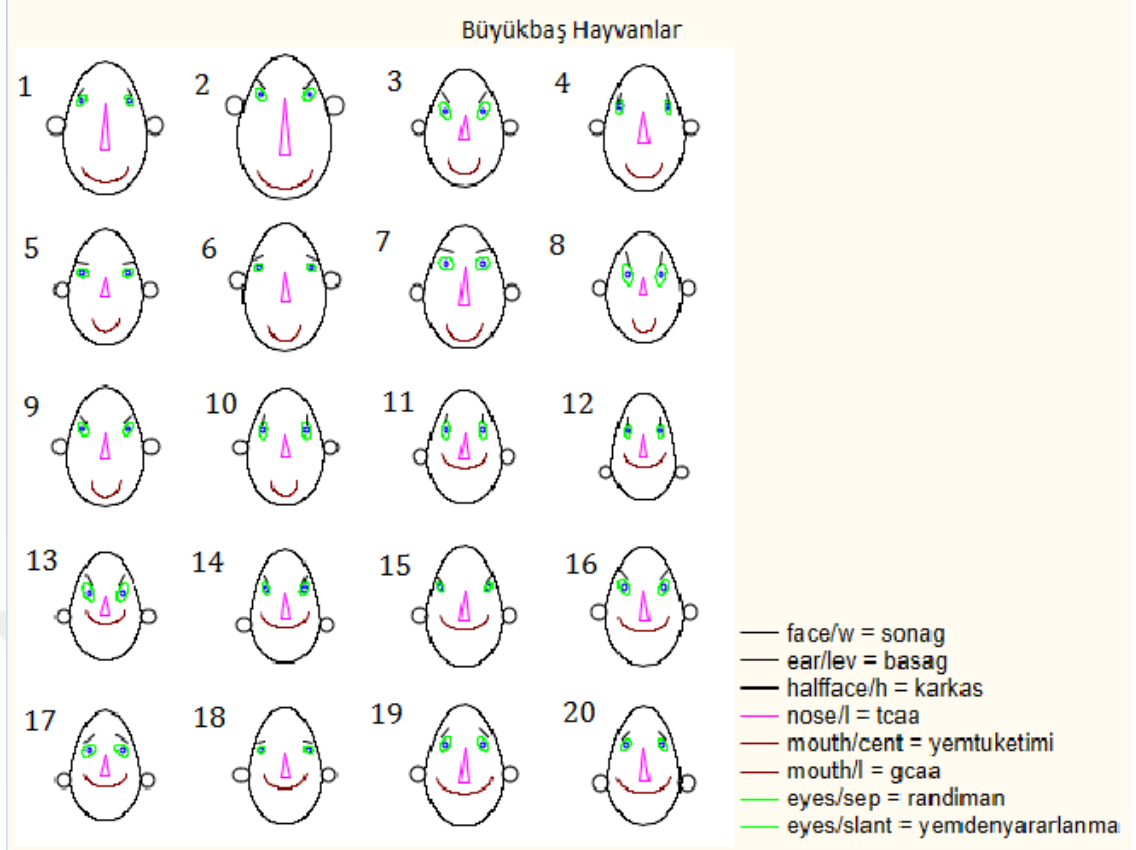 Büyükbaş Hayvanlar
1 2 3 4
5 6 7 8
9 10 11 12
13 14 15 16
17 18 19 20
face/w = sonag
ear/lev = basag
halfface/h = karkas
nose/l = tcaa
mouth/cent = yemtuketimi
mouth/l = gcaa
eyes/sep = randiman
eyes/slant = yemdenyararlanma